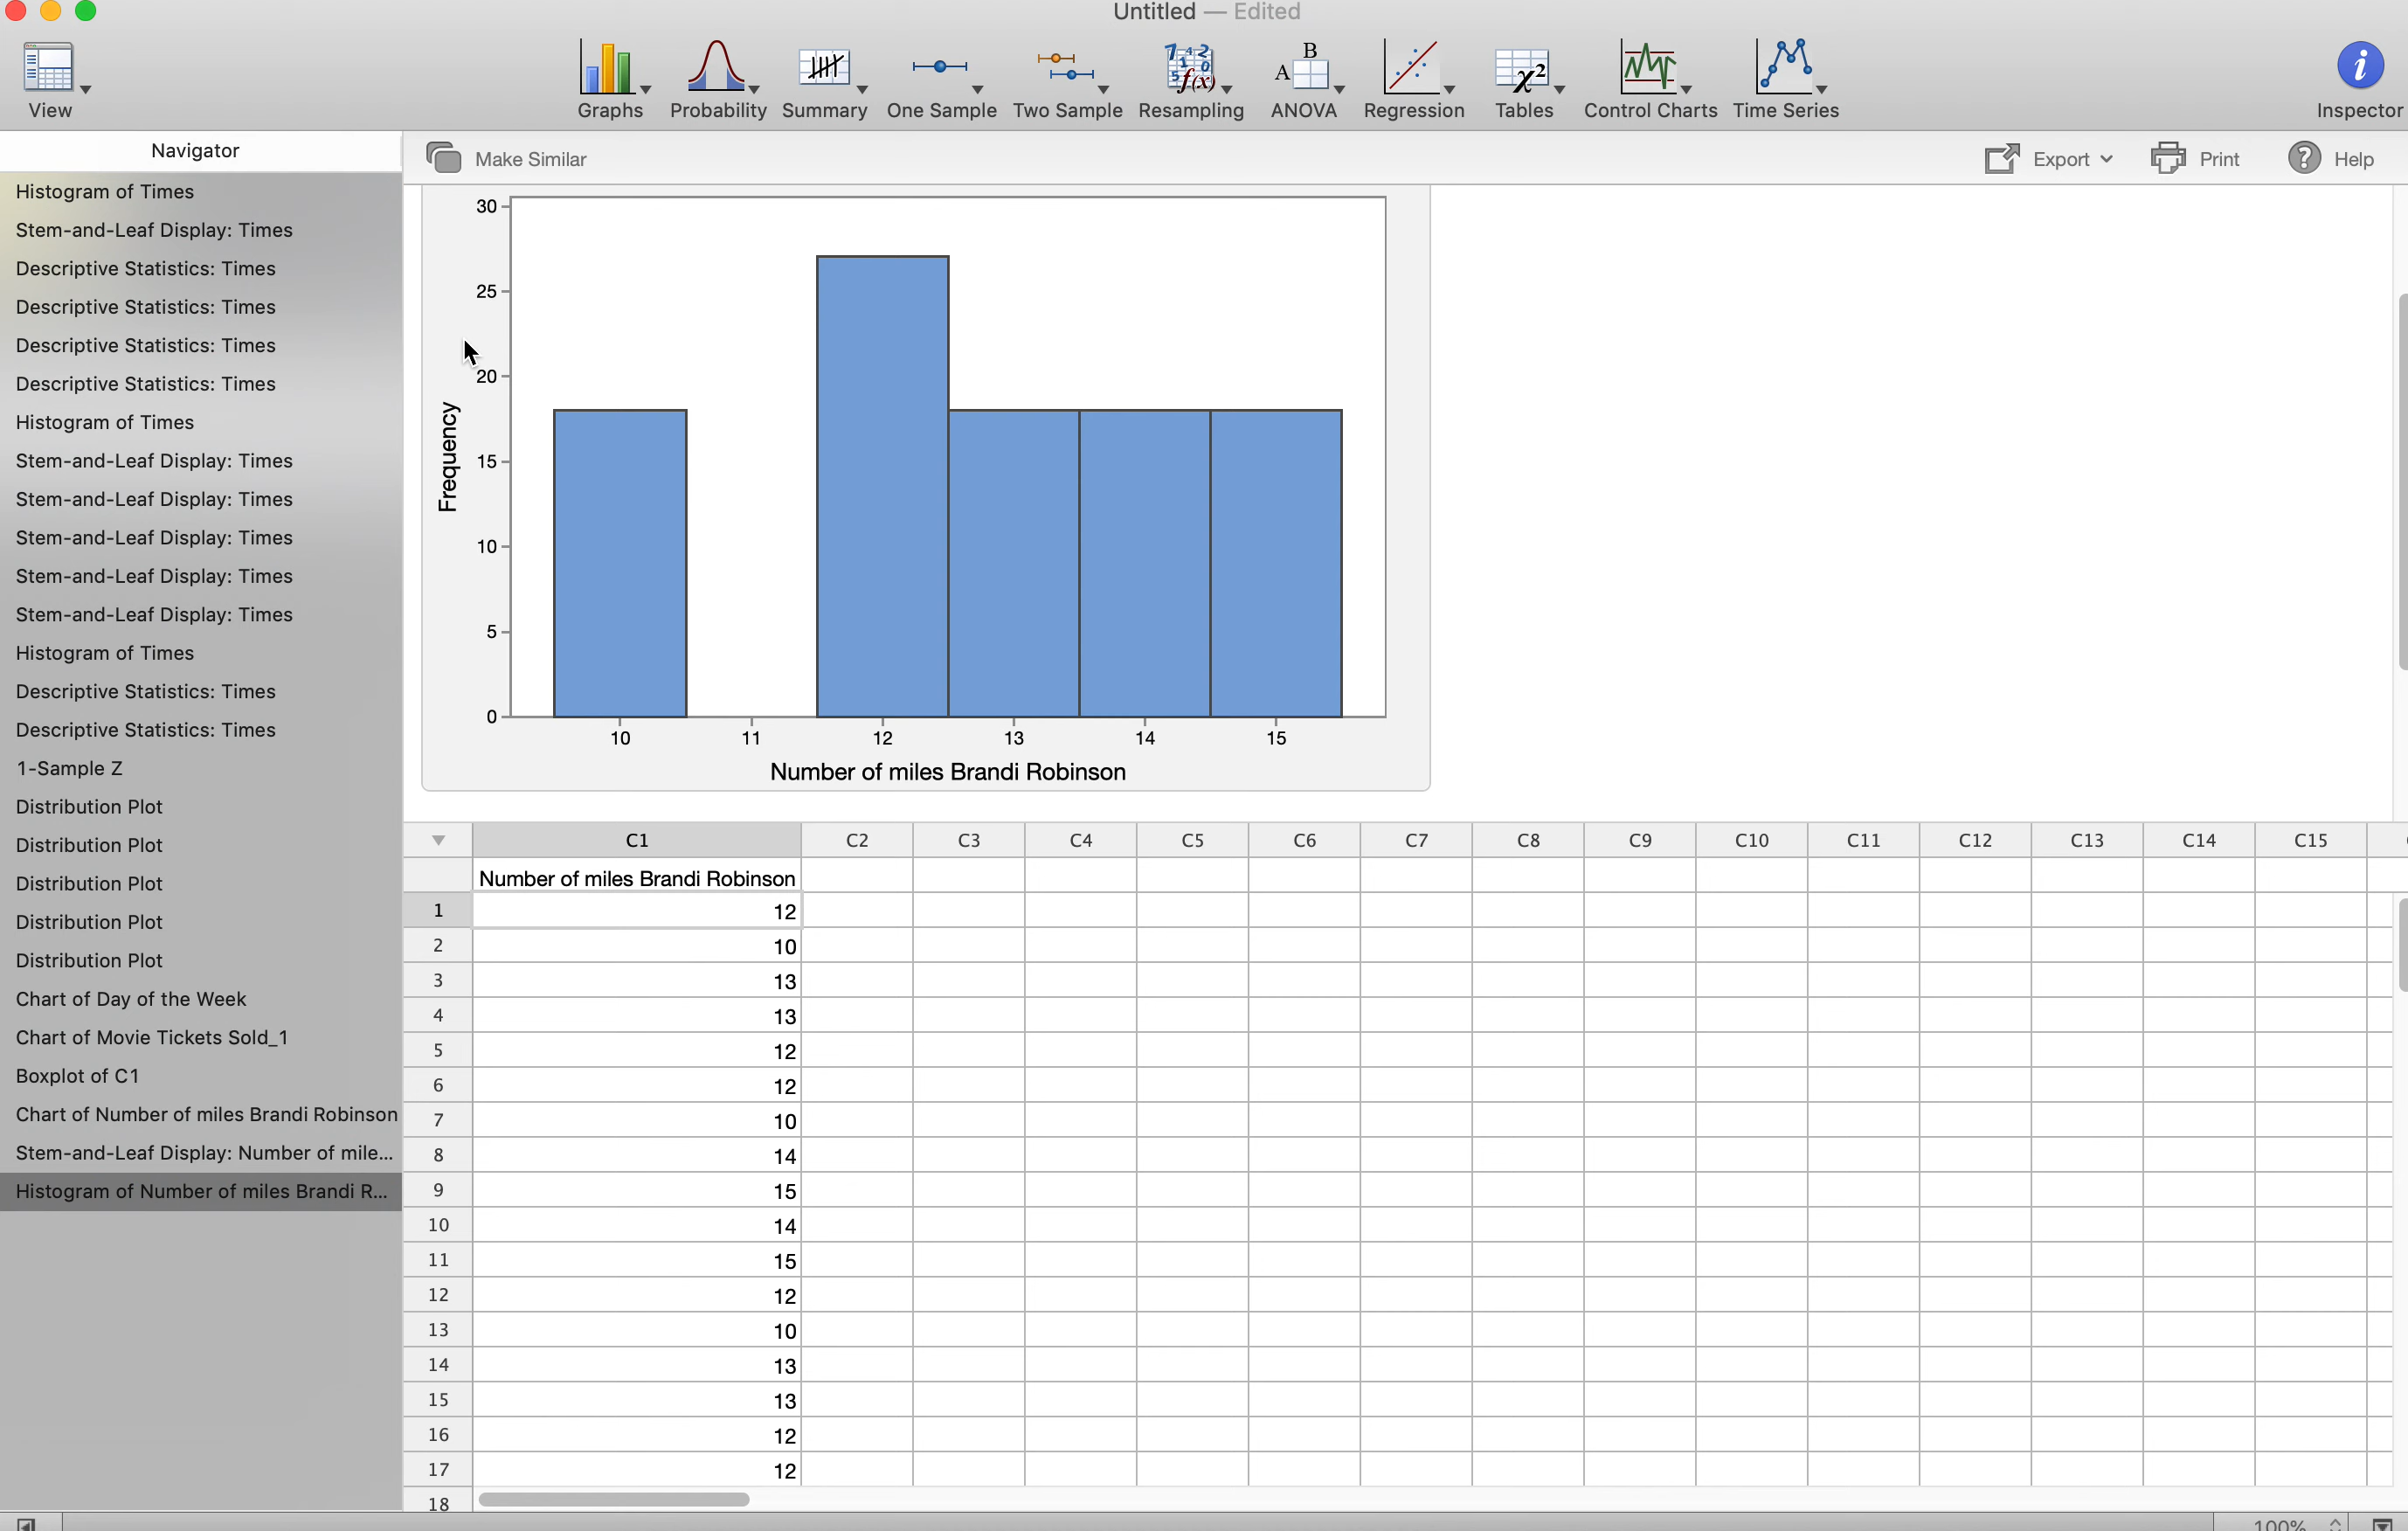 Untitled — Edited
View
Graphs Probability Summary One Sample Two Sample Resampling ANOVA Regression Tables Control Charts Time Series
Inspector
Navigator
Make Similar
Export
Print
Help
Histogram of Times
Stem-and-Leaf Display: Times
Descriptive Statistics: Times
Descriptive Statistics: Times
Descriptive Statistics: Times
Descriptive Statistics: Times
Histogram of Times
Stem-and-Leaf Display: Times
Stem-and-Leaf Display: Times
Stem-and-Leaf Display: Times
Stem-and-Leaf Display: Times
Stem-and-Leaf Display: Times
Histogram of Times
Descriptive Statistics: Times
Descriptive Statistics: Times
1-Sample Z
Distribution Plot
Distribution Plot
Distribution Plot
Distribution Plot
Distribution Plot
Chart of Day of the Week
Chart of Movie Tickets Sold_1
Boxplot of C1
Chart of Number of miles Brandi Robinson
Stem-and-Leaf Display: Number of mile...
Histogram of Number of miles Brandi R...
Frequency
30
25
20
15
10
5
0
10 11 12 13 14 15
Number of miles Brandi Robinson
C1 C2 C3 C4 C5 C6 C7 C8 C9 C10 C11 C12 C13 C14 C15
Number of miles Brandi Robinson
1 12
2 10
3 13
4 13
5 12
6 12
7 10
8 14
9 15
10 14
11 15
12 12
13 10
14 13
15 13
16 12
17 12
18
100%